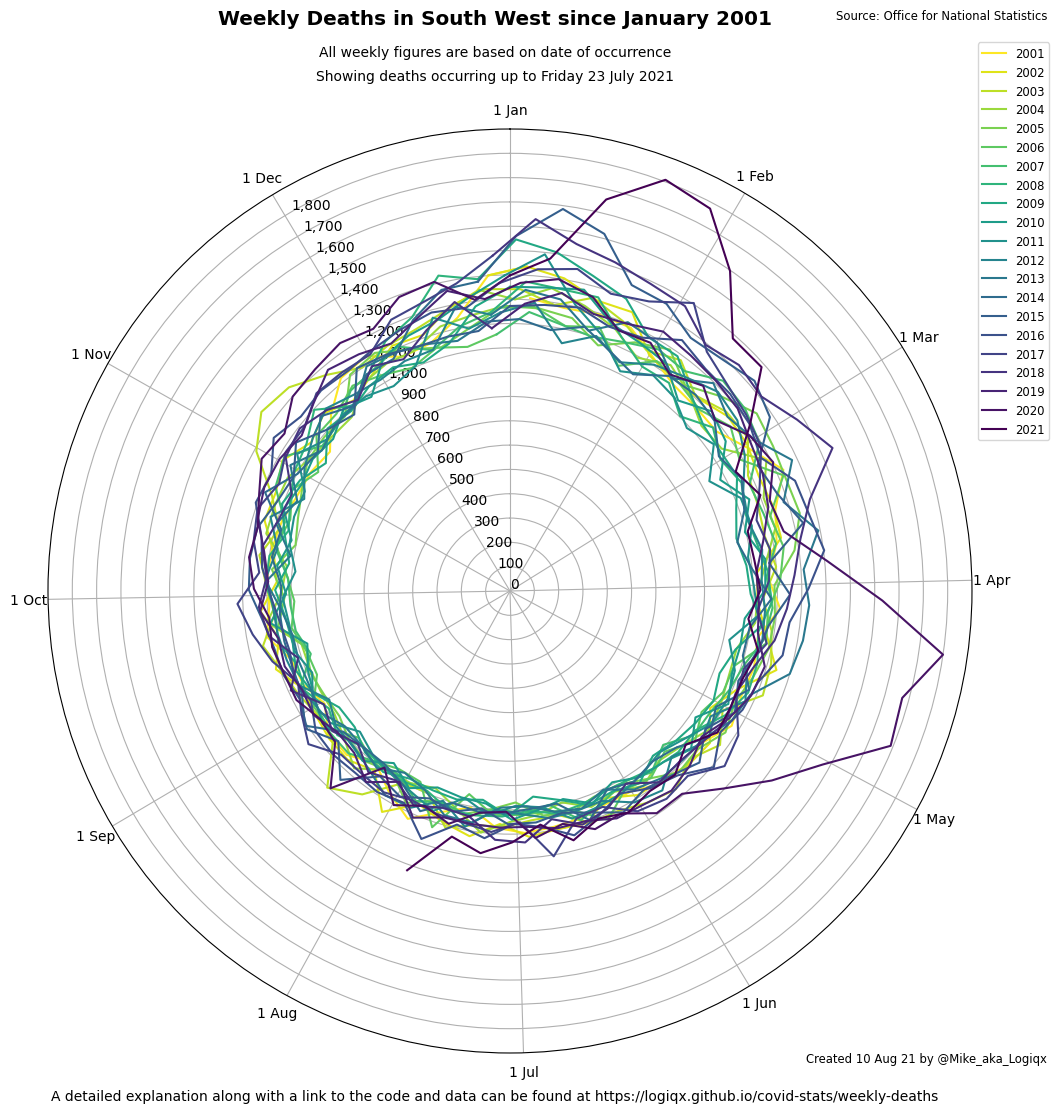 Weekly Deaths in South West since January 2001
Source: Office for National Statistics
All weekly figures are based on date of occurrence
Showing deaths occurring up to Friday 23 July 2021
2001
2002
2003
2004
2005
2006
2007
2008
2009
2010
2011
2012
2013
2014
2015
2016
2017
2018
2019
2020
2021
1 Jan
1 Feb
1 Mar
1 Apr
1 May
1 Jun
1 Jul
1 Aug
1 Sep
1 Oct
1 Nov
1 Dec
1,800
1,700
1,600
1,500
1,400
1,300
1,200
1,000
900
800
700
600
500
400
300
200
100
0
Created 10 Aug 21 by @Mike_aka_Logiqx
A detailed explanation along with a link to the code and data can be found at https://logiqx.github.io/covid-stats/weekly-deaths